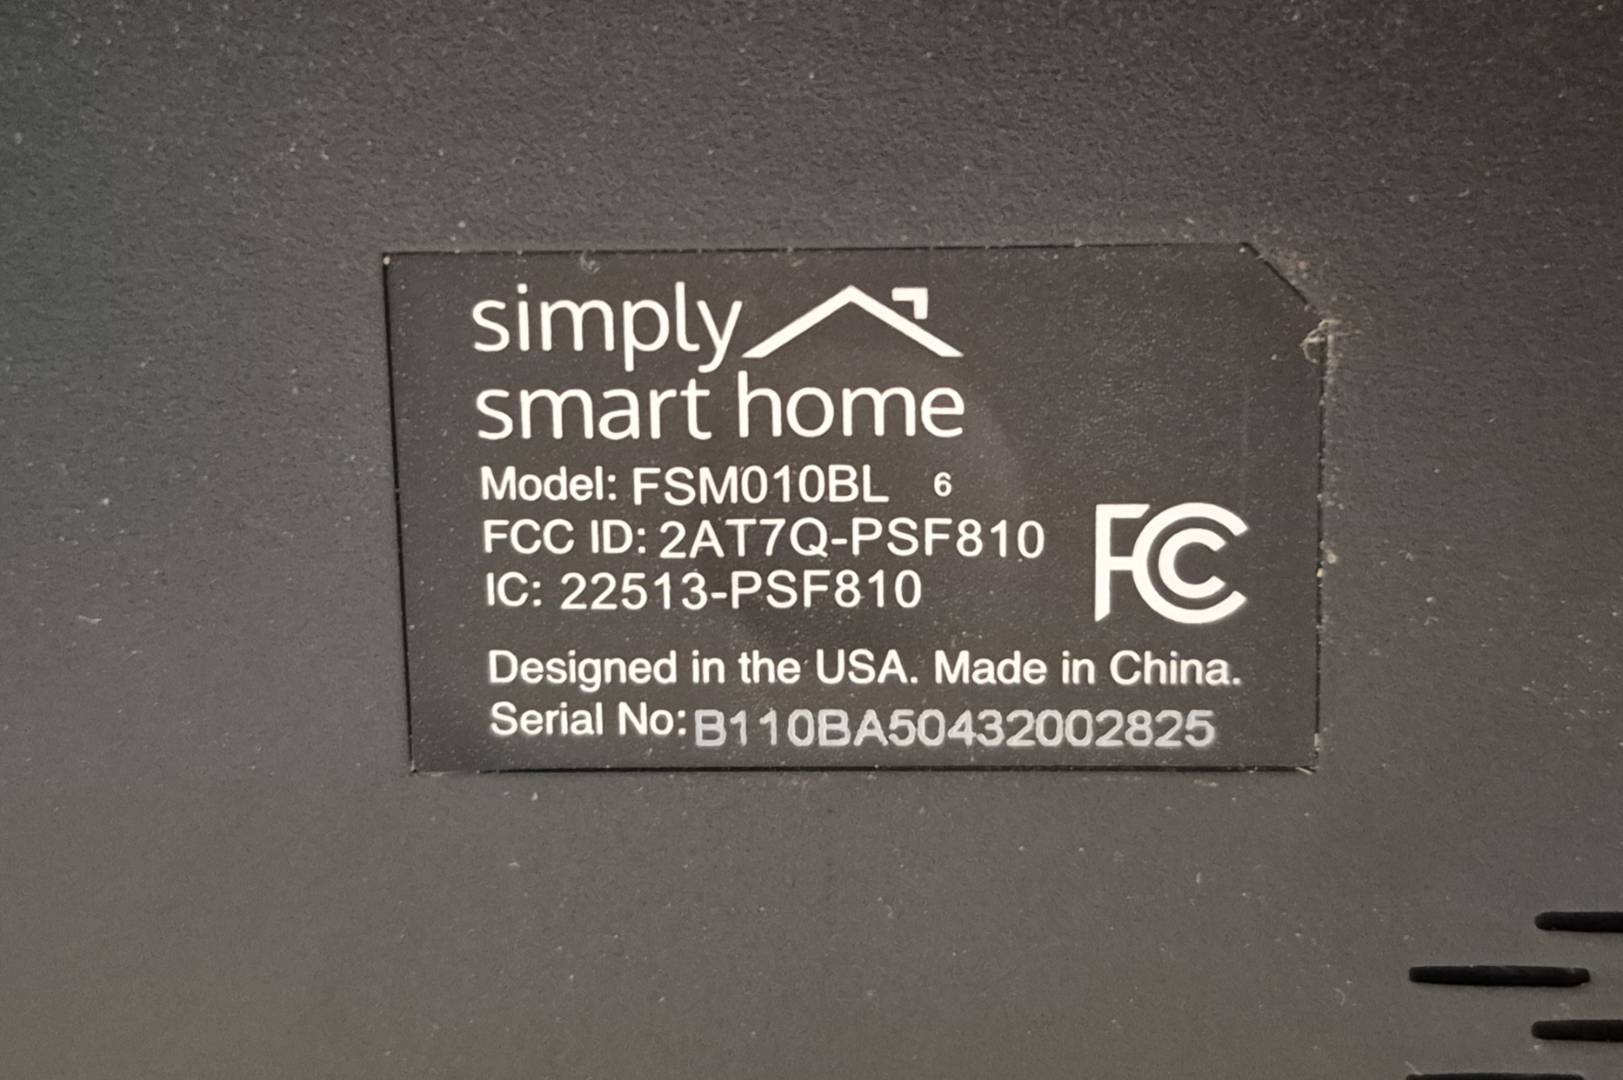 simply
smart home
Model: FSM010BL 6
FCC ID: 2AT7Q-PSF810
IC: 22513-PSF810
FC
Designed in the USA. Made in China.
Serial No: B110BA50432002825